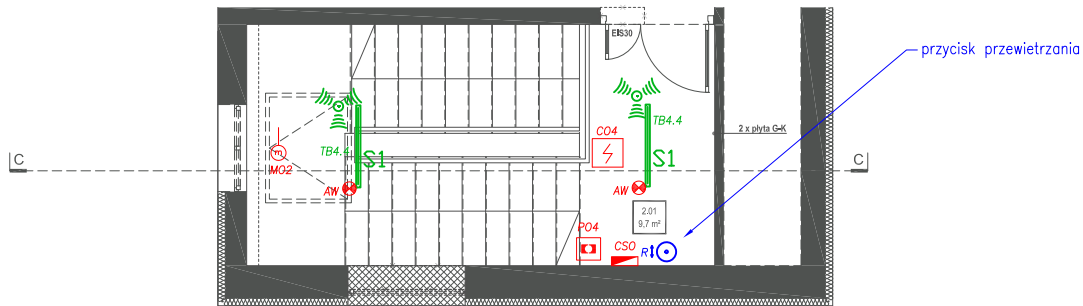 EIS30
przycisk przewietrzania
TB4.4
S1
MO2
AW
CO4
TB4.4
S1
2 x płyta G-K
C
C
AW
2.01
9,7 m²
PO4
CSO
R